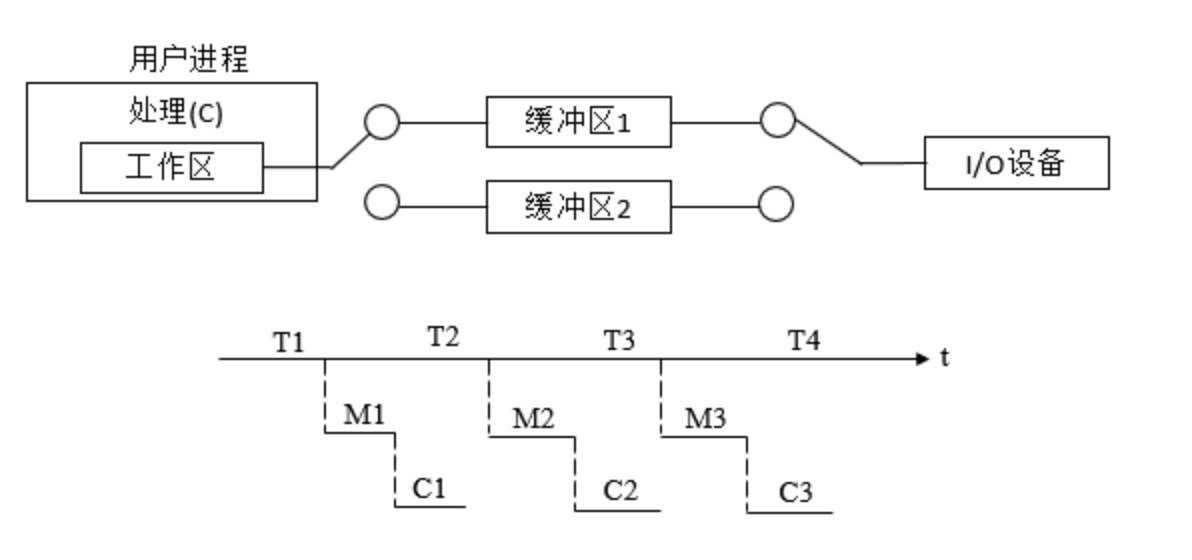 用户进程
处理(C)
工作区
缓冲区1
缓冲区2
I/O设备
T1 T2 T3 T4 t
M1 M2 M3
C1 C2 C3